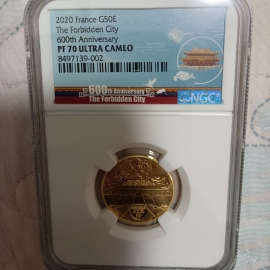 2020 France G50E
The Forbidden City
600th Anniversary
PF 70 ULTRA CAMEO
8497139-002
600th Anniversary
The Forbidden City
NGC